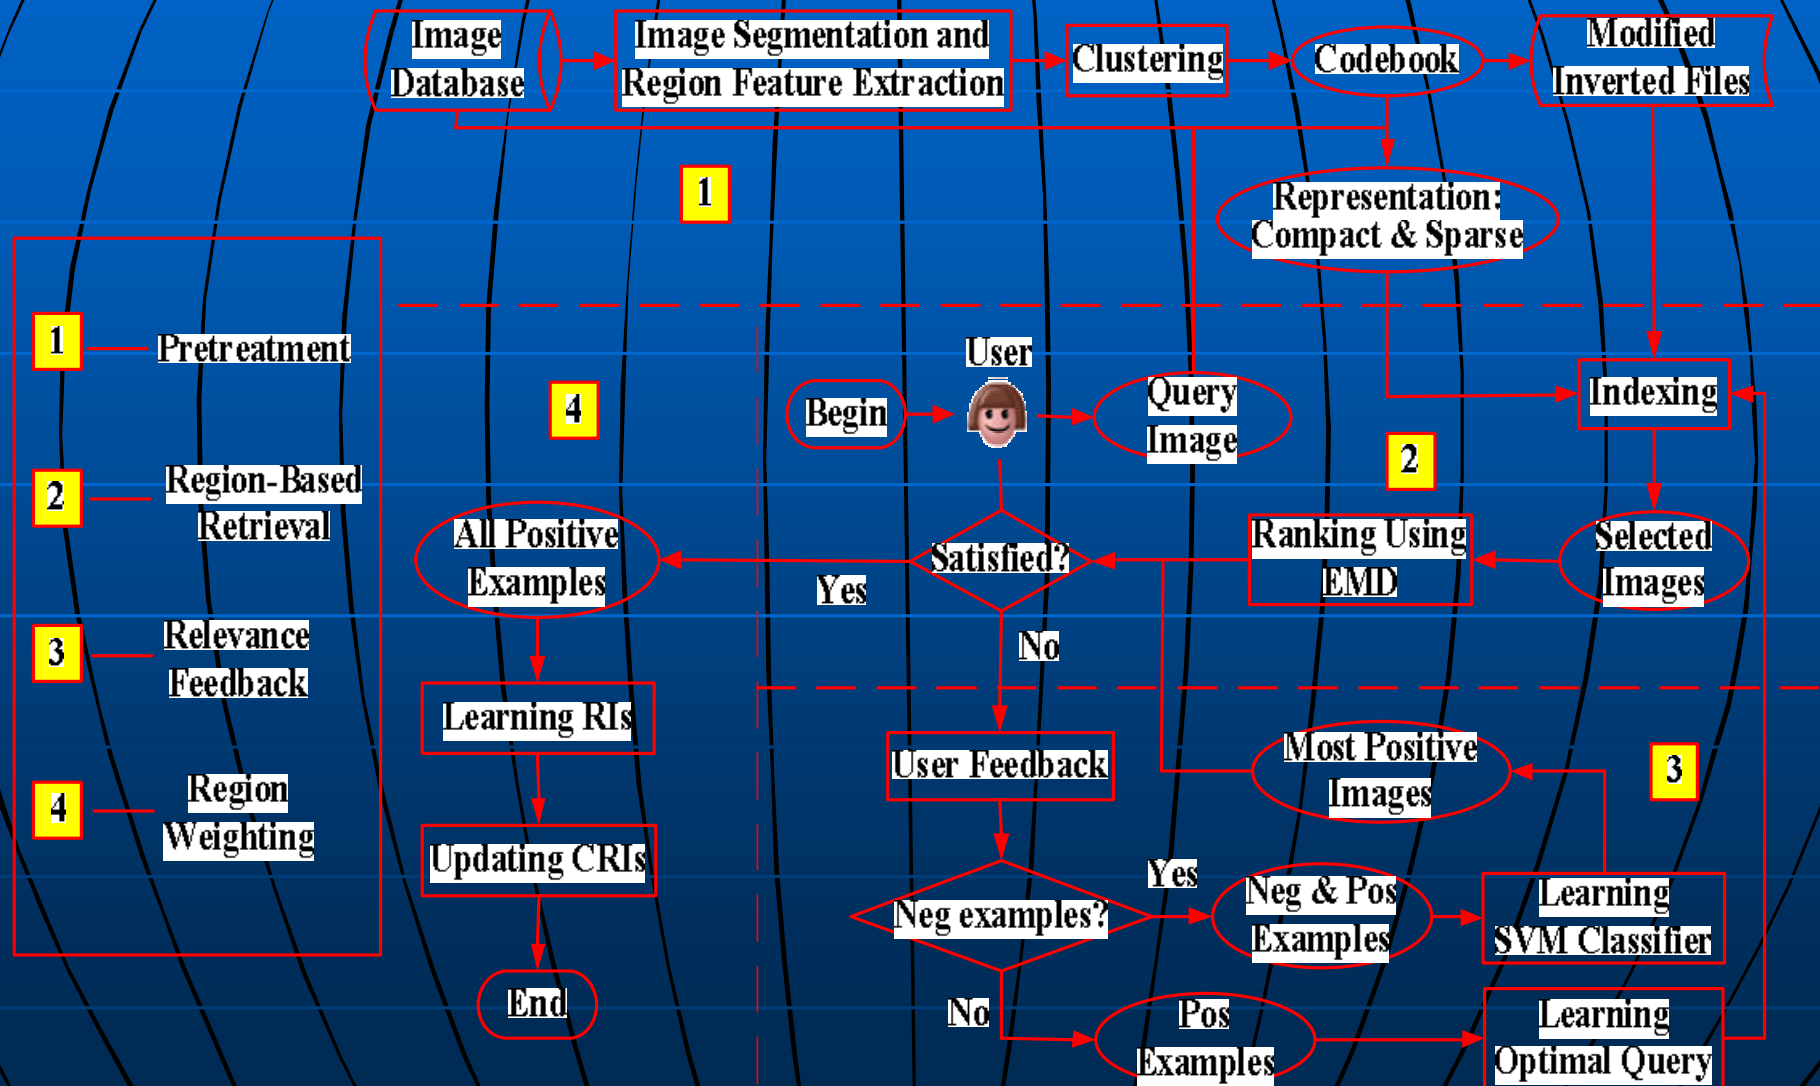 Image
Database
Image Segmentation and
Region Feature Extraction
Clustering
Codebook
Modified
Inverted Files
1
Representation:
Compact & Sparse
1
Pretreatment
2
Region-Based
Retrieval
3
Relevance
Feedback
4
Region
Weighting
4
Begin
User
Query
Image
Indexing
2
All Positive
Examples
Yes
Satisfied?
Ranking Using
EMD
Selected
Images
No
Learning RIs
User Feedback
Most Positive
Images
3
Updating CRIs
Neg examples?
Yes
Neg & Pos
Examples
Learning
SVM Classifier
End
No
Pos
Examples
Learning
Optimal Query